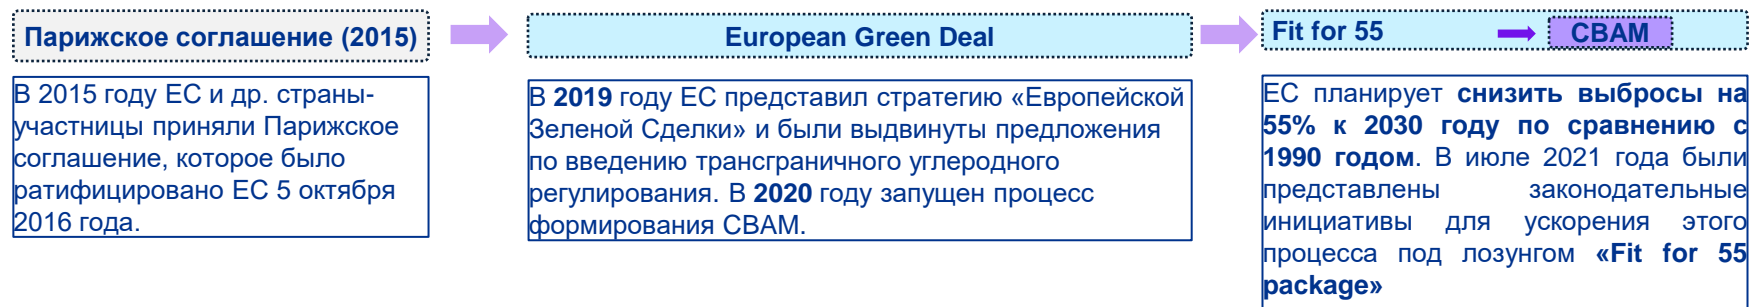 Парижское соглашение (2015)
В 2015 году ЕС и др. страны-
участницы приняли Парижское
соглашение, которое было
ратифицировано ЕС 5 октября
2016 года.
European Green Deal
В 2019 году ЕС представил стратегию «Европейской
Зеленой Сделки» и были выдвинуты предложения
по введению трансграничного углеродного
регулирования. В 2020 году запущен процесс
формирования CBAM.
Fit for 55
CBAM
ЕС планирует снизить выбросы на
55% к 2030 году по сравнению с
1990 годом. В июле 2021 года были
представлены законодательные
инициативы для ускорения этого
процесса под лозунгом «Fit for 55
package»